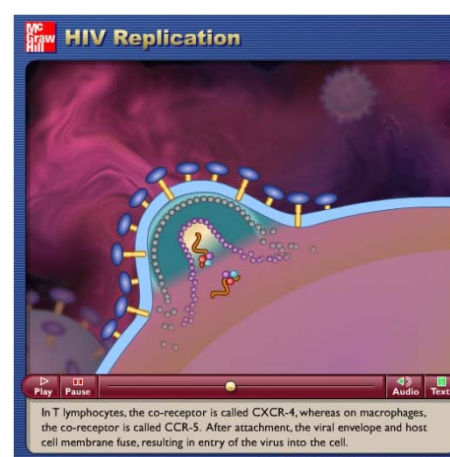 Mc
Graw
Hill
HIV Replication
Play
Pause
Audio
Text
In T lymphocytes, the co-receptor is called CXCR-4, whereas on macrophages,
the co-receptor is called CCR-5. After attachment, the viral envelope and host
cell membrane fuse, resulting in entry of the virus into the cell.